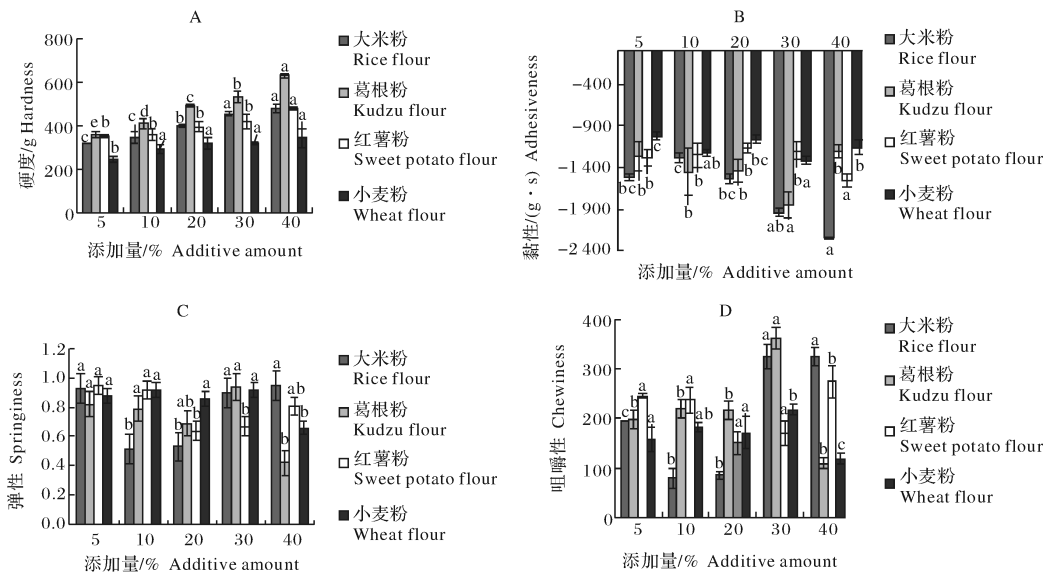 A
硬度/g Hardness
800
600
400
200
0
c e b b
a c d b a
b c b a
a b b a
a a a a
5 10 20 30 40
添加量/% Additive amount
大米粉
Rice flour
葛根粉
Kudzu flour
红薯粉
Sweet potato flour
小麦粉
Wheat flour
B
黏性/(g·s) Adhesiveness
5 10 20 30 40
-400
-900
-1 400
-1 900
-2 400
添加量/% Additive amount
大米粉
Rice flour
葛根粉
Kudzu flour
红薯粉
Sweet potato flour
小麦粉
Wheat flour
C
弹性 Springiness
1.2
1.0
0.8
0.6
0.4
0.2
0.0
a a a a
b a a a
b ab b a
a a b a
a b ab b
5 10 20 30 40
添加量/% Additive amount
大米粉
Rice flour
葛根粉
Kudzu flour
红薯粉
Sweet potato flour
小麦粉
Wheat flour
D
咀嚼性 Chewiness
400
300
200
100
0
c b a a
b b a ab
b b a a
a a a b
a b b c
5 10 20 30 40
添加量/% Additive amount
大米粉
Rice flour
葛根粉
Kudzu flour
红薯粉
Sweet potato flour
小麦粉
Wheat flour